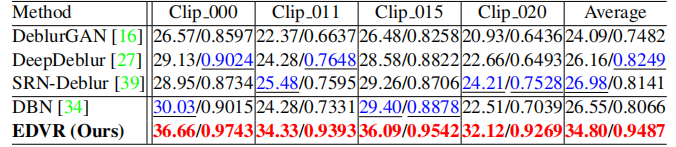 Method Clip_000 Clip_011 Clip_015 Clip_020 Average
DeblurGAN [16] 26.57/0.8597 22.37/0.6637 26.48/0.8258 20.93/0.6436 24.09/0.7482
DeepDeblur [27] 29.13/0.9024 24.28/0.7648 28.58/0.8822 22.66/0.6493 26.16/0.8249
SRN-Deblur [39] 28.95/0.8734 25.48/0.7595 29.26/0.8706 24.21/0.7528 26.98/0.8141
DBN [34] 30.03/0.9015 24.28/0.7331 29.40/0.8878 22.51/0.7039 26.55/0.8066
EDVR (Ours) 36.66/0.9743 34.33/0.9393 36.09/0.9542 32.12/0.9269 34.80/0.9487